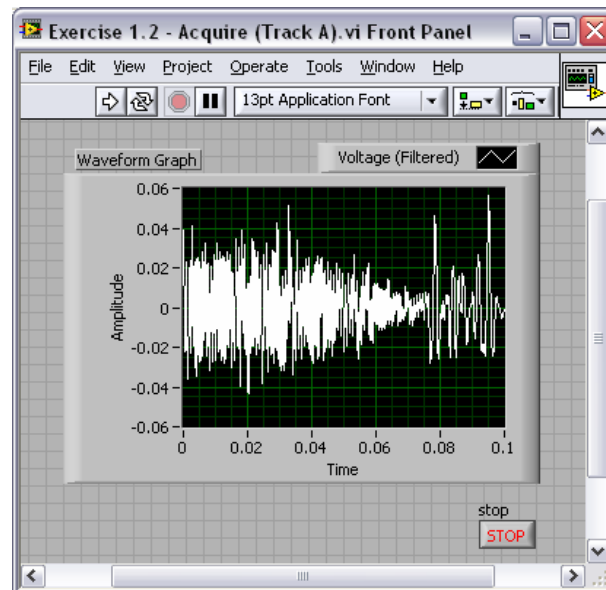 Exercise 1.2 - Acquire (Track A).vi Front Panel
File Edit View Project Operate Tools Window Help
13pt Application Font
Waveform Graph
Voltage (Filtered)
0.06
0.04
0.02
0
-0.02
-0.04
-0.06
Amplitude
0 0.02 0.04 0.06 0.08 0.1
Time
stop
STOP